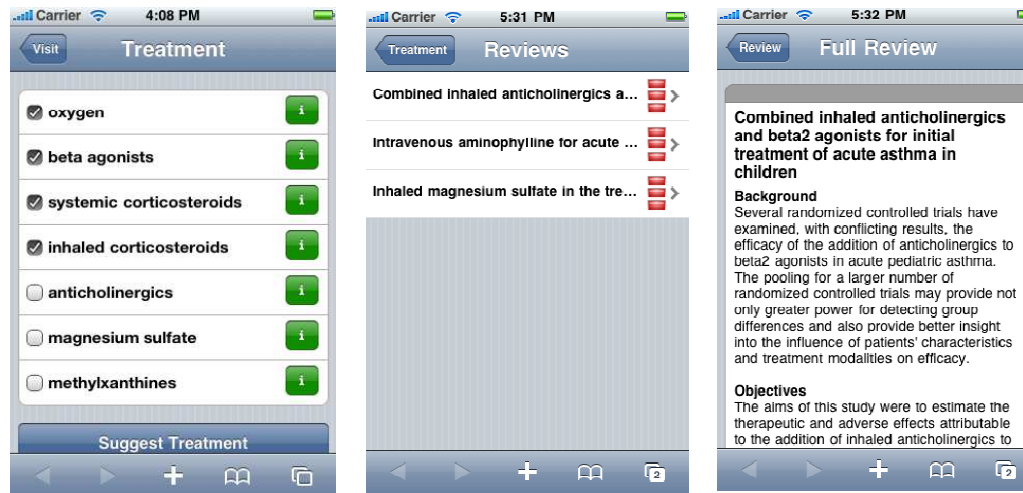 Carrier 4:08 PM
Visit Treatment
oxygen i
beta agonists i
systemic corticosteroids i
inhaled corticosteroids i
anticholinergics i
magnesium sulfate i
methylxanthines i
Suggest Treatment
Carrier 5:31 PM
Treatment Reviews
Combined inhaled anticholinergics a...
Intravenous aminophylline for acute ...
Inhaled magnesium sulfate in the tre...
2
Carrier 5:32 PM
Review Full Review
Combined inhaled anticholinergics
and beta2 agonists for initial
treatment of acute asthma in
children
Background
Several randomized controlled trials have
examined, with conflicting results, the
efficacy of the addition of anticholinergics to
beta2 agonists in acute pediatric asthma.
The pooling for a larger number of
randomized controlled trials may provide not
only greater power for detecting group
differences and also provide better insight
into the influence of patients' characteristics
and treatment modalities on efficacy.
Objectives
The aims of this study were to estimate the
therapeutic and adverse effects attributable
to the addition of inhaled anticholinergics to
2